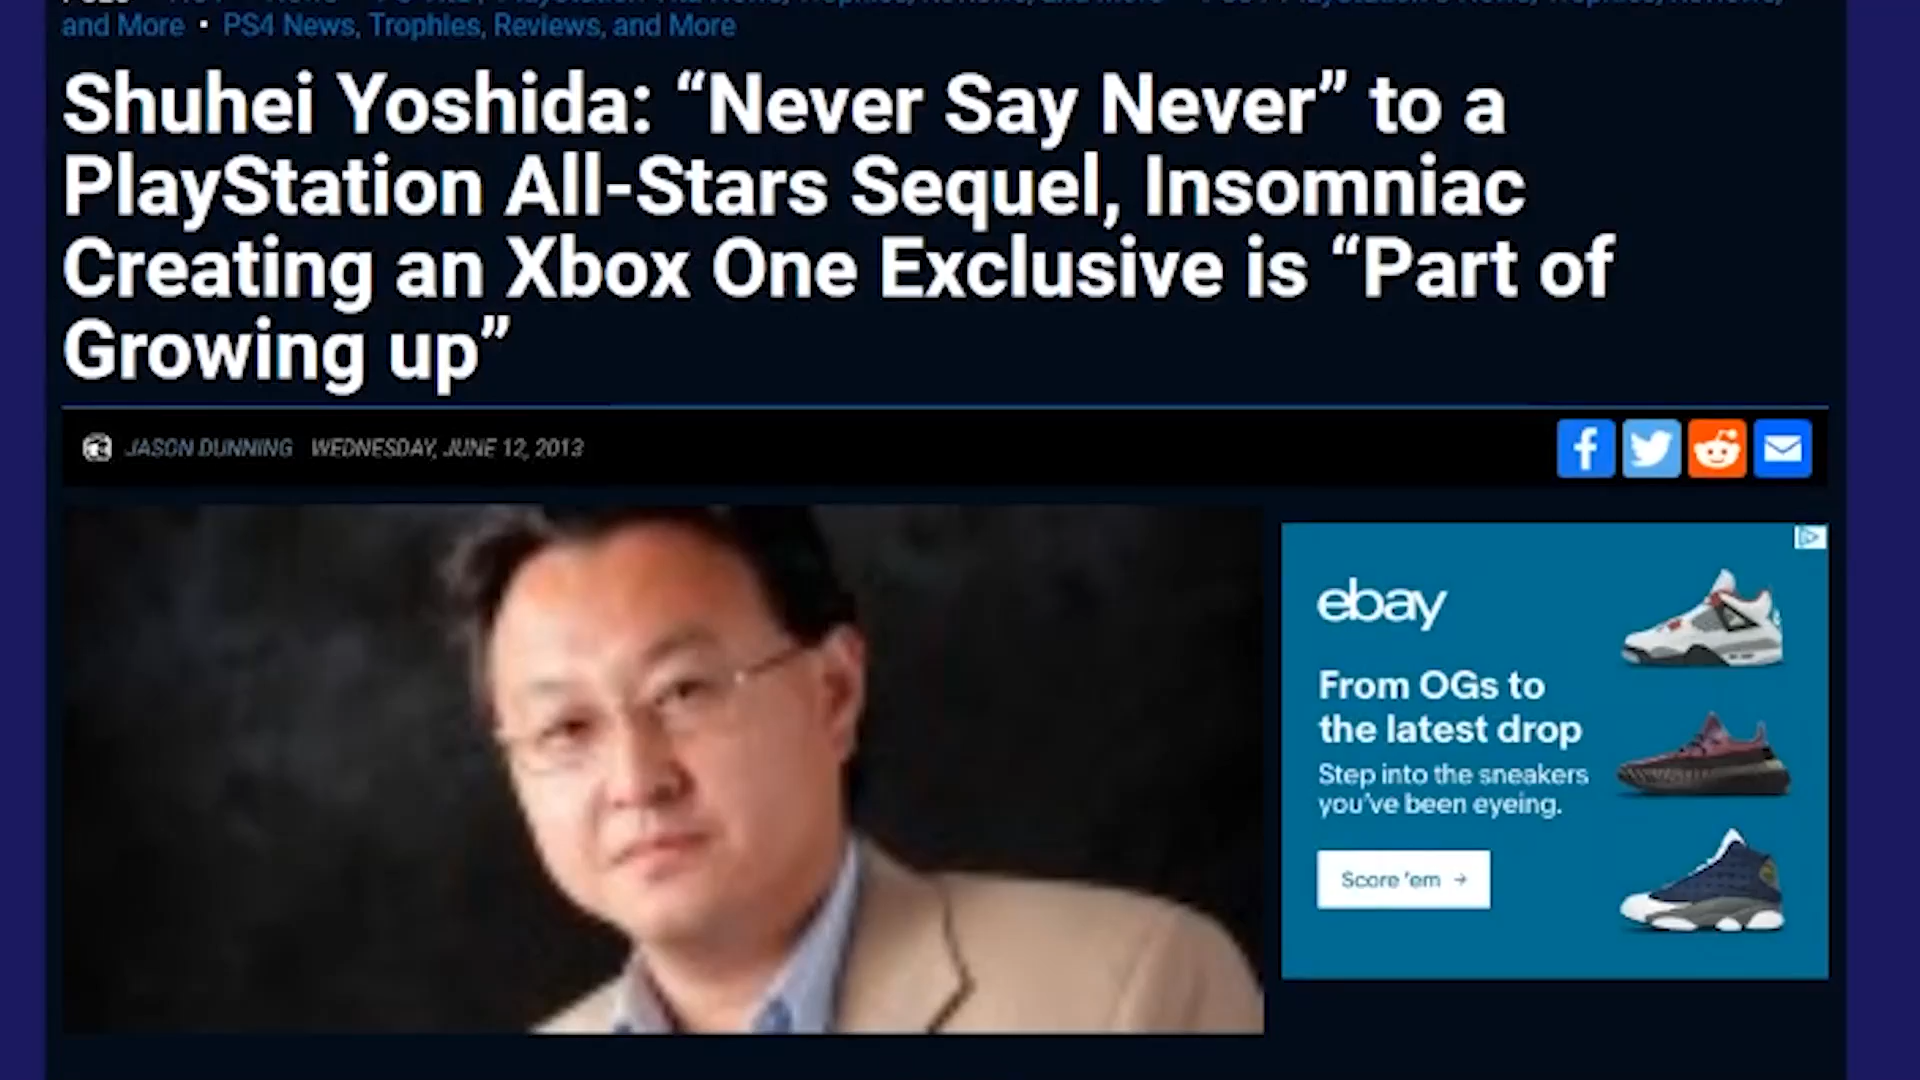 and More • PS4 News, Trophies, Reviews, and More
Shuhei Yoshida: “Never Say Never” to a
PlayStation All-Stars Sequel, Insomniac
Creating an Xbox One Exclusive is “Part of
Growing up”
JASON DUNNING WEDNESDAY, JUNE 12, 2013
ebay
From OGs to
the latest drop
Step into the sneakers
you’ve been eyeing.
Score ’em →